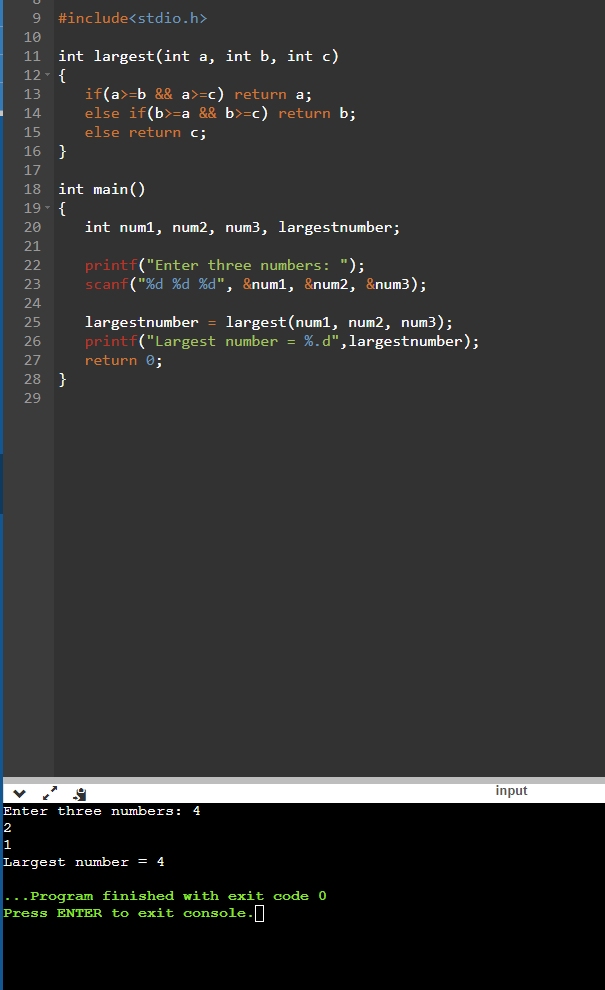 9 #include<stdio.h>
10
11 int largest(int a, int b, int c)
12 {
13    if(a>=b && a>=c) return a;
14    else if(b>=a && b>=c) return b;
15    else return c;
16 }
17
18 int main()
19 {
20    int num1, num2, num3, largestnumber;
21
22    printf("Enter three numbers: ");
23    scanf("%d %d %d", &num1, &num2, &num3);
24
25    largestnumber = largest(num1, num2, num3);
26    printf("Largest number = %.d",largestnumber);
27    return 0;
28 }
29
input
Enter three numbers: 4
2
1
Largest number = 4
...Program finished with exit code 0
Press ENTER to exit console.